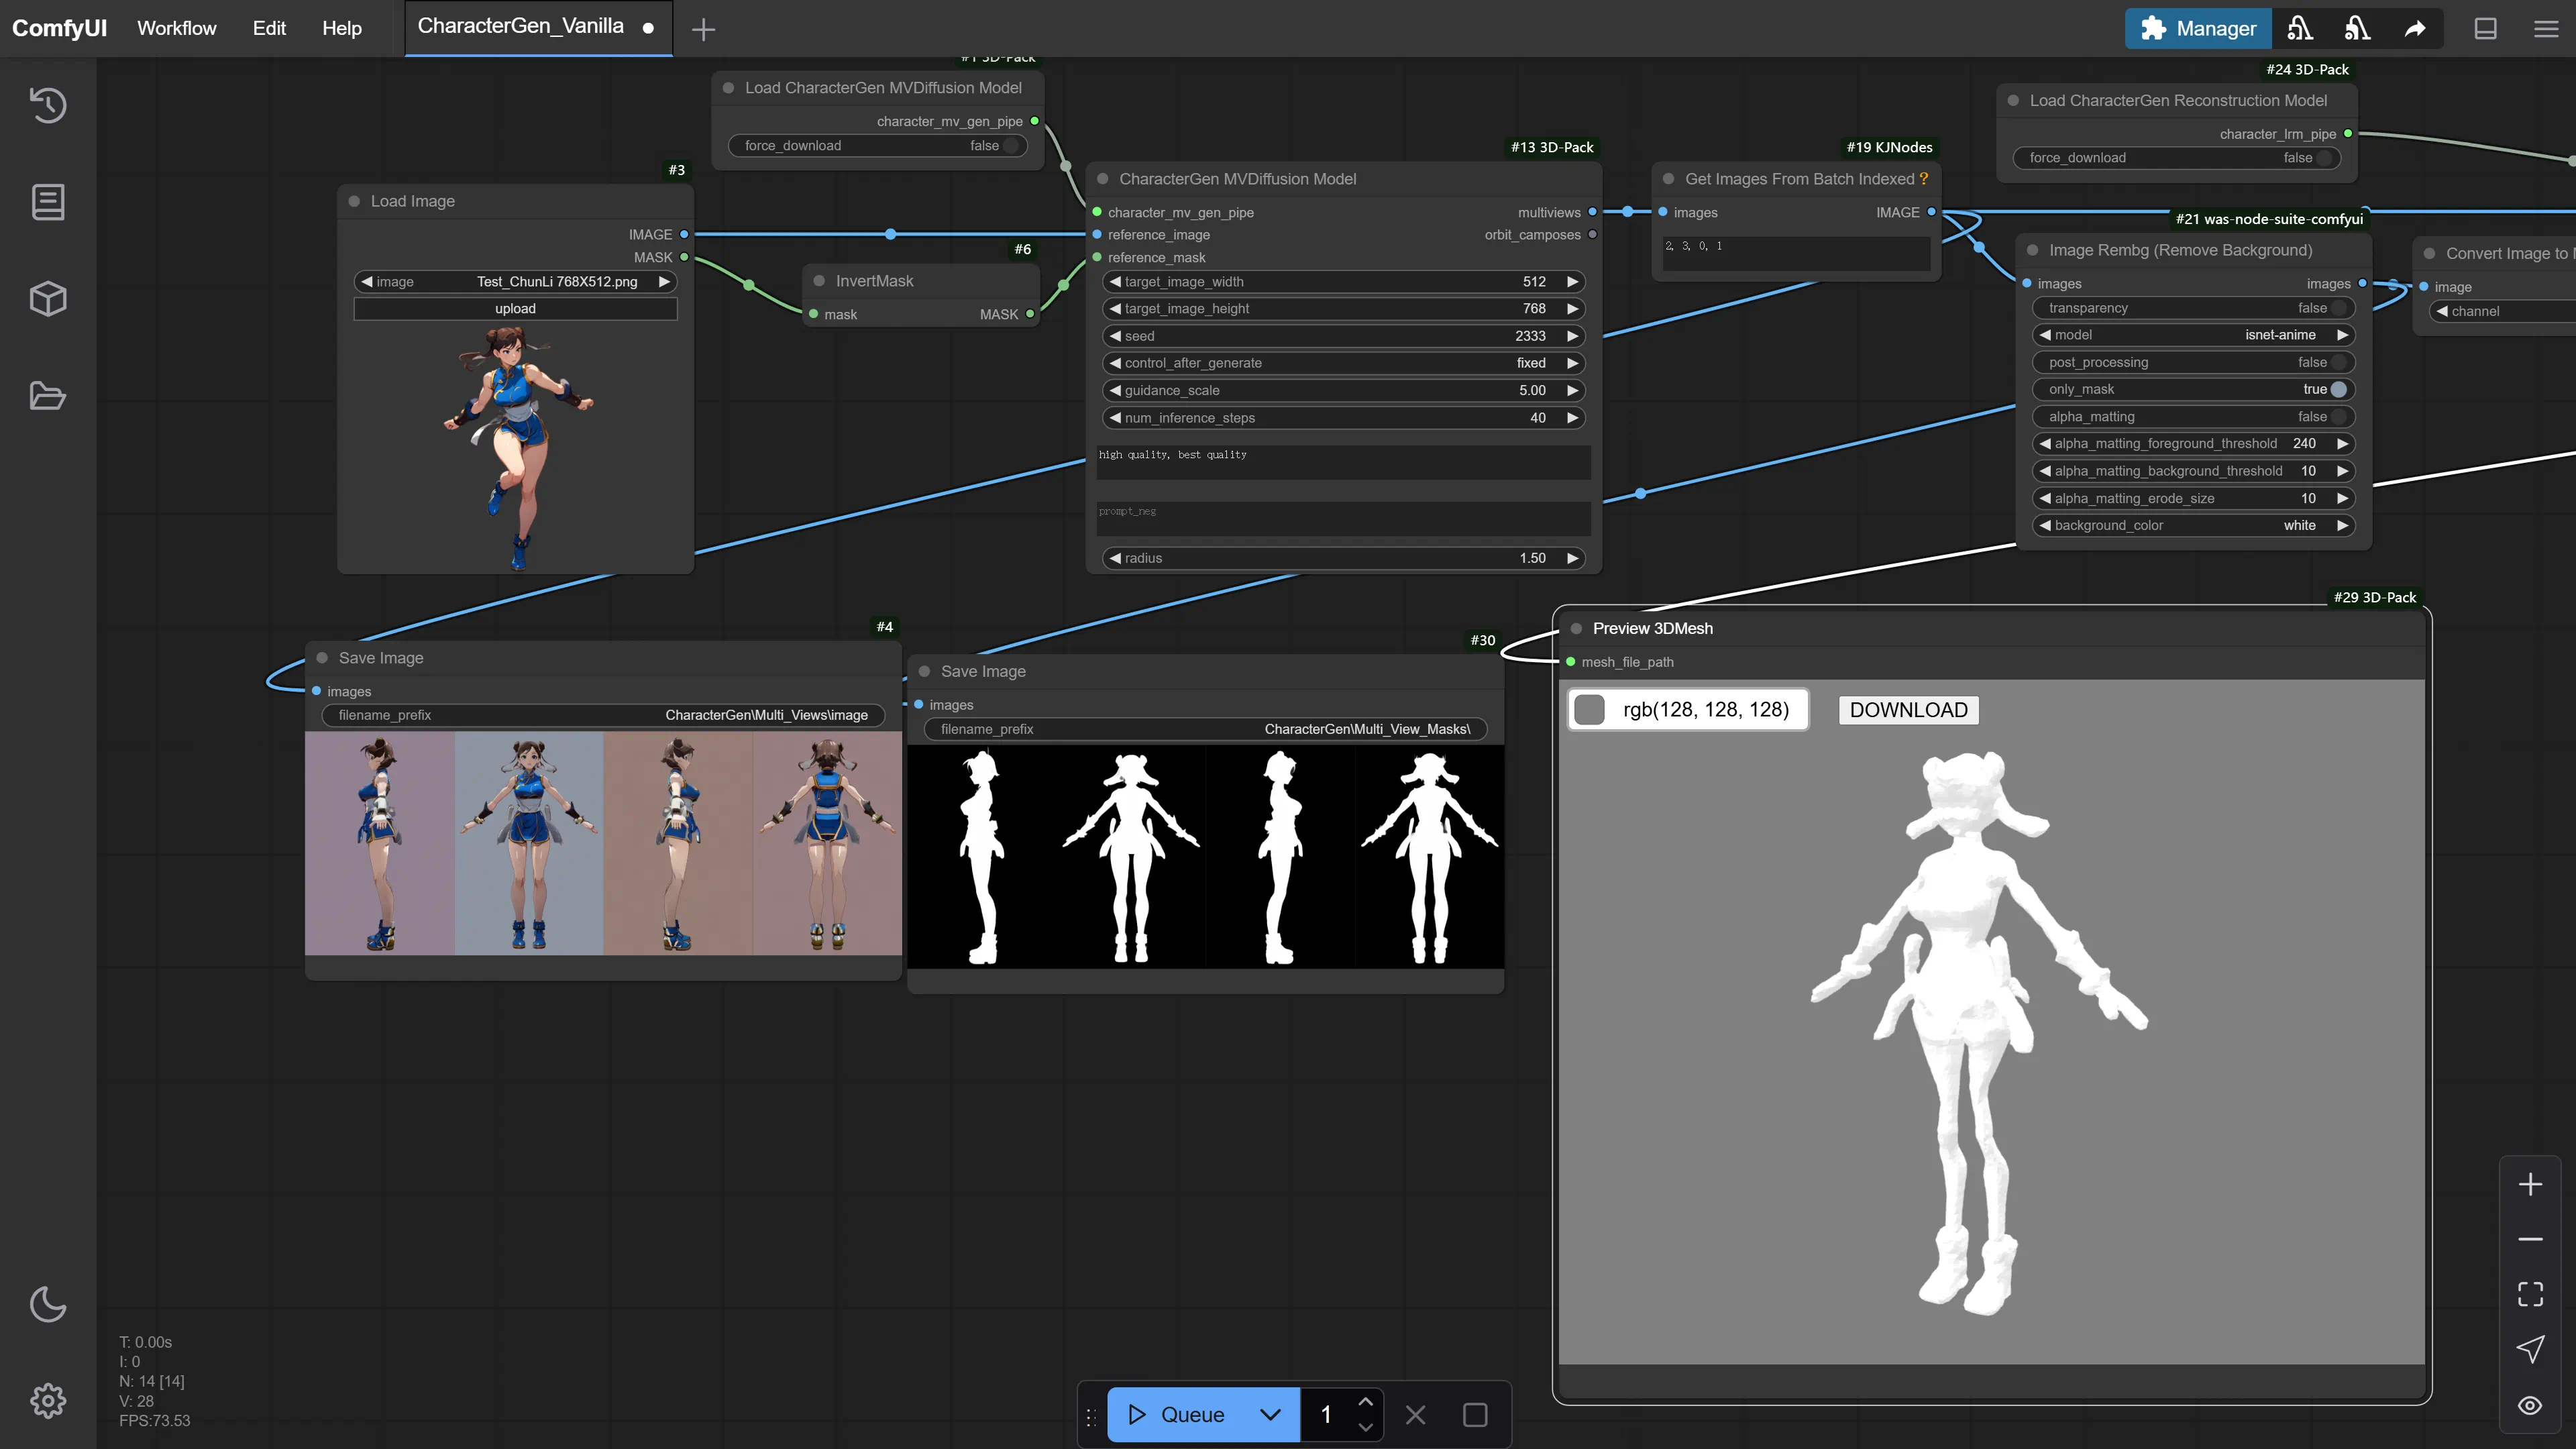 ComfyUI Workflow Edit Help CharacterGen_Vanilla Manager
#1 3D-Pack
Load CharacterGen MVDiffusion Model
character_mv_gen_pipe
force_download false
#24 3D-Pack
Load CharacterGen Reconstruction Model
character_lrm_pipe
force_download false
#3
Load Image
IMAGE
MASK
image Test_ChunLi 768X512.png
upload
#6
InvertMask
mask MASK
#13 3D-Pack
CharacterGen MVDiffusion Model
character_mv_gen_pipe multiviews
reference_image orbit_camposes
reference_mask
target_image_width 512
target_image_height 768
seed 2333
control_after_generate fixed
guidance_scale 5.00
num_inference_steps 40
high quality, best quality
prompt_neg
radius 1.50
#19 KJNodes
Get Images From Batch Indexed ?
images IMAGE
2, 3, 0, 1
#21 was-node-suite-comfyui
Image Rembg (Remove Background)
images images
transparency false
model isnet-anime
post_processing false
only_mask true
alpha_matting false
alpha_matting_foreground_threshold 240
alpha_matting_background_threshold 10
alpha_matting_erode_size 10
background_color white
Convert Image to
image
channel
#4
Save Image
images
filename_prefix CharacterGen\Multi_Views\image
#30
Save Image
images
filename_prefix CharacterGen\Multi_View_Masks\
#29 3D-Pack
Preview 3DMesh
mesh_file_path
rgb(128, 128, 128) DOWNLOAD
T: 0.00s
I: 0
N: 14 [14]
V: 28
FPS:73.53
Queue 1